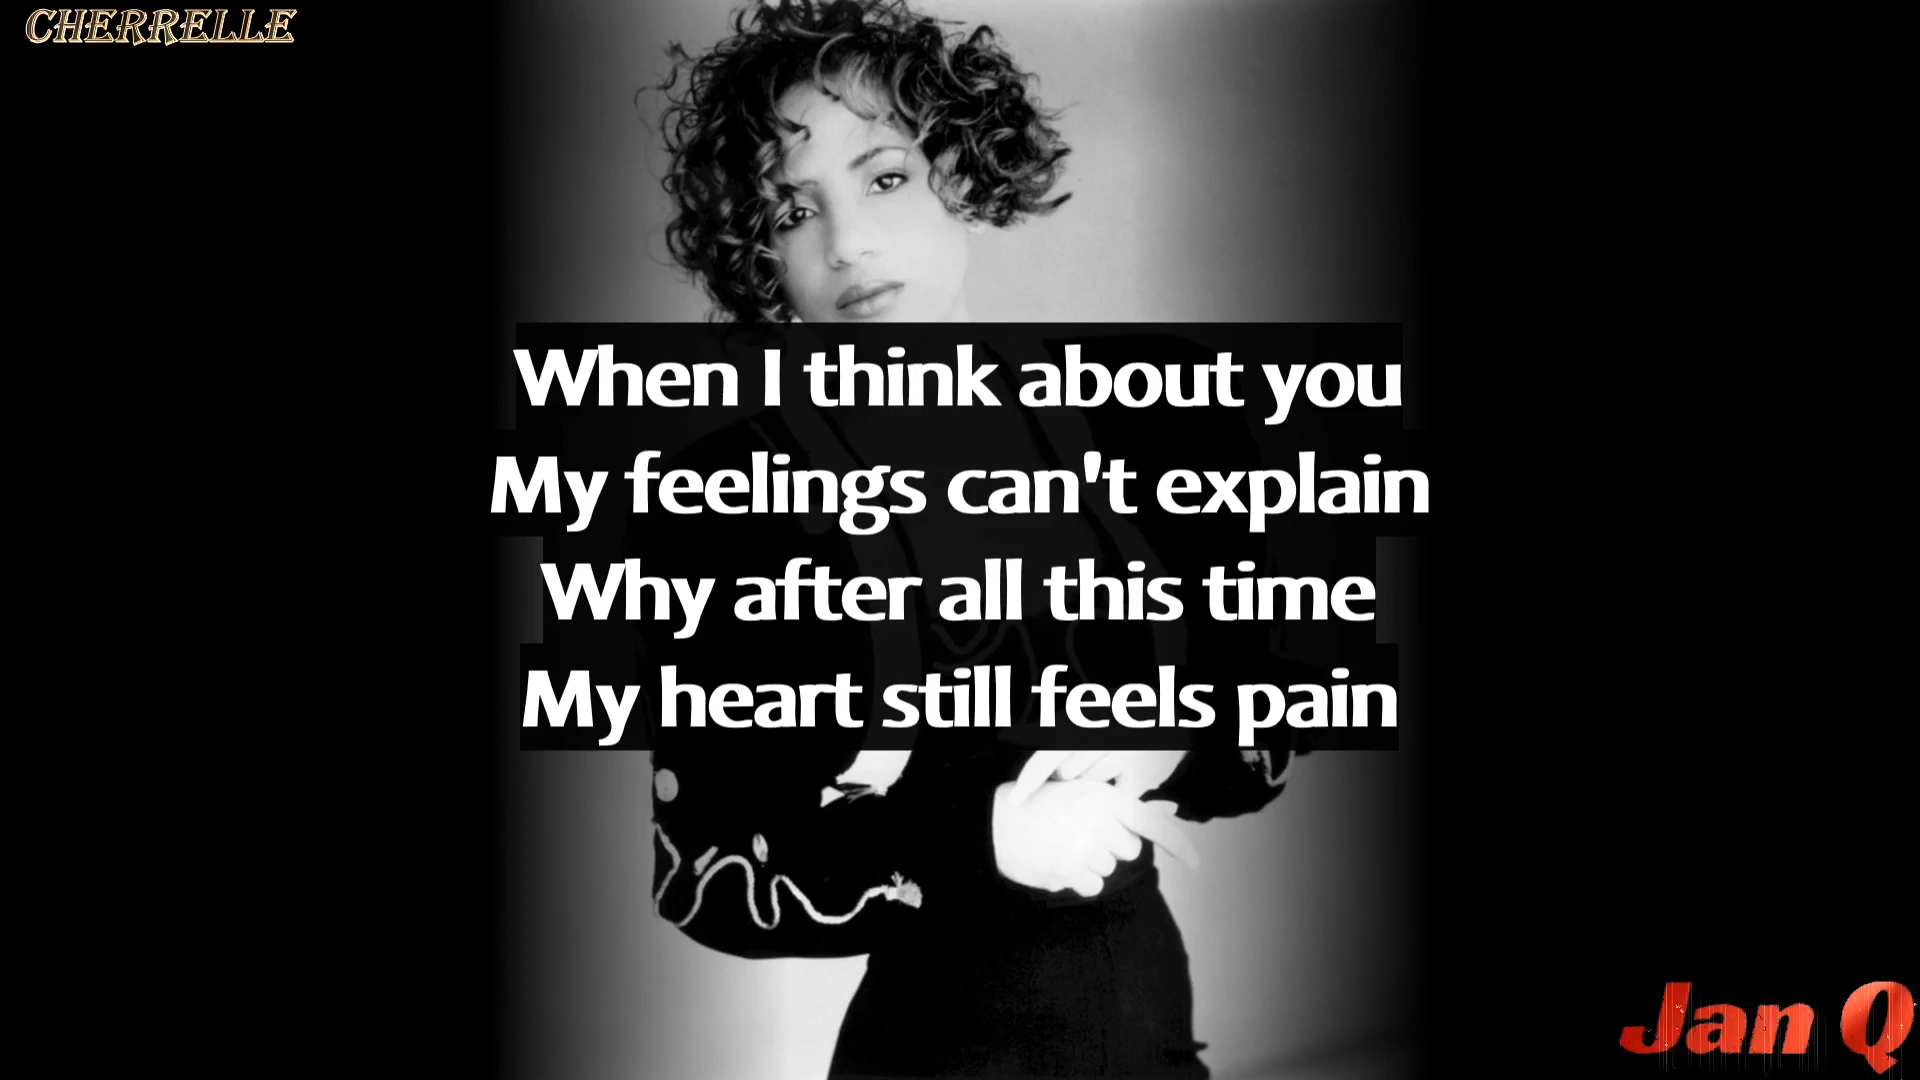 CHERRELLE
When I think about you
My feelings can't explain
Why after all this time
My heart still feels pain
Jan Q